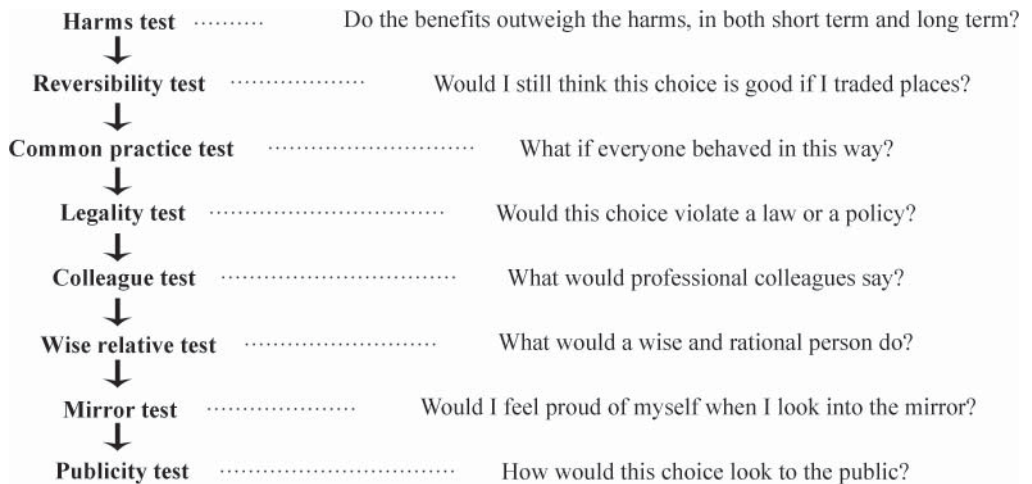 Harms test ......... Do the benefits outweigh the harms, in both short term and long term?
Reversibility test ..................... Would I still think this choice is good if I traded places?
Common practice test ................................ What if everyone behaved in this way?
Legality test .................................... Would this choice violate a law or a policy?
Colleague test .................................... What would professional colleagues say?
Wise relative test ............................. What would a wise and rational person do?
Mirror test ...................... Would I feel proud of myself when I look into the mirror?
Publicity test ................................... How would this choice look to the public?